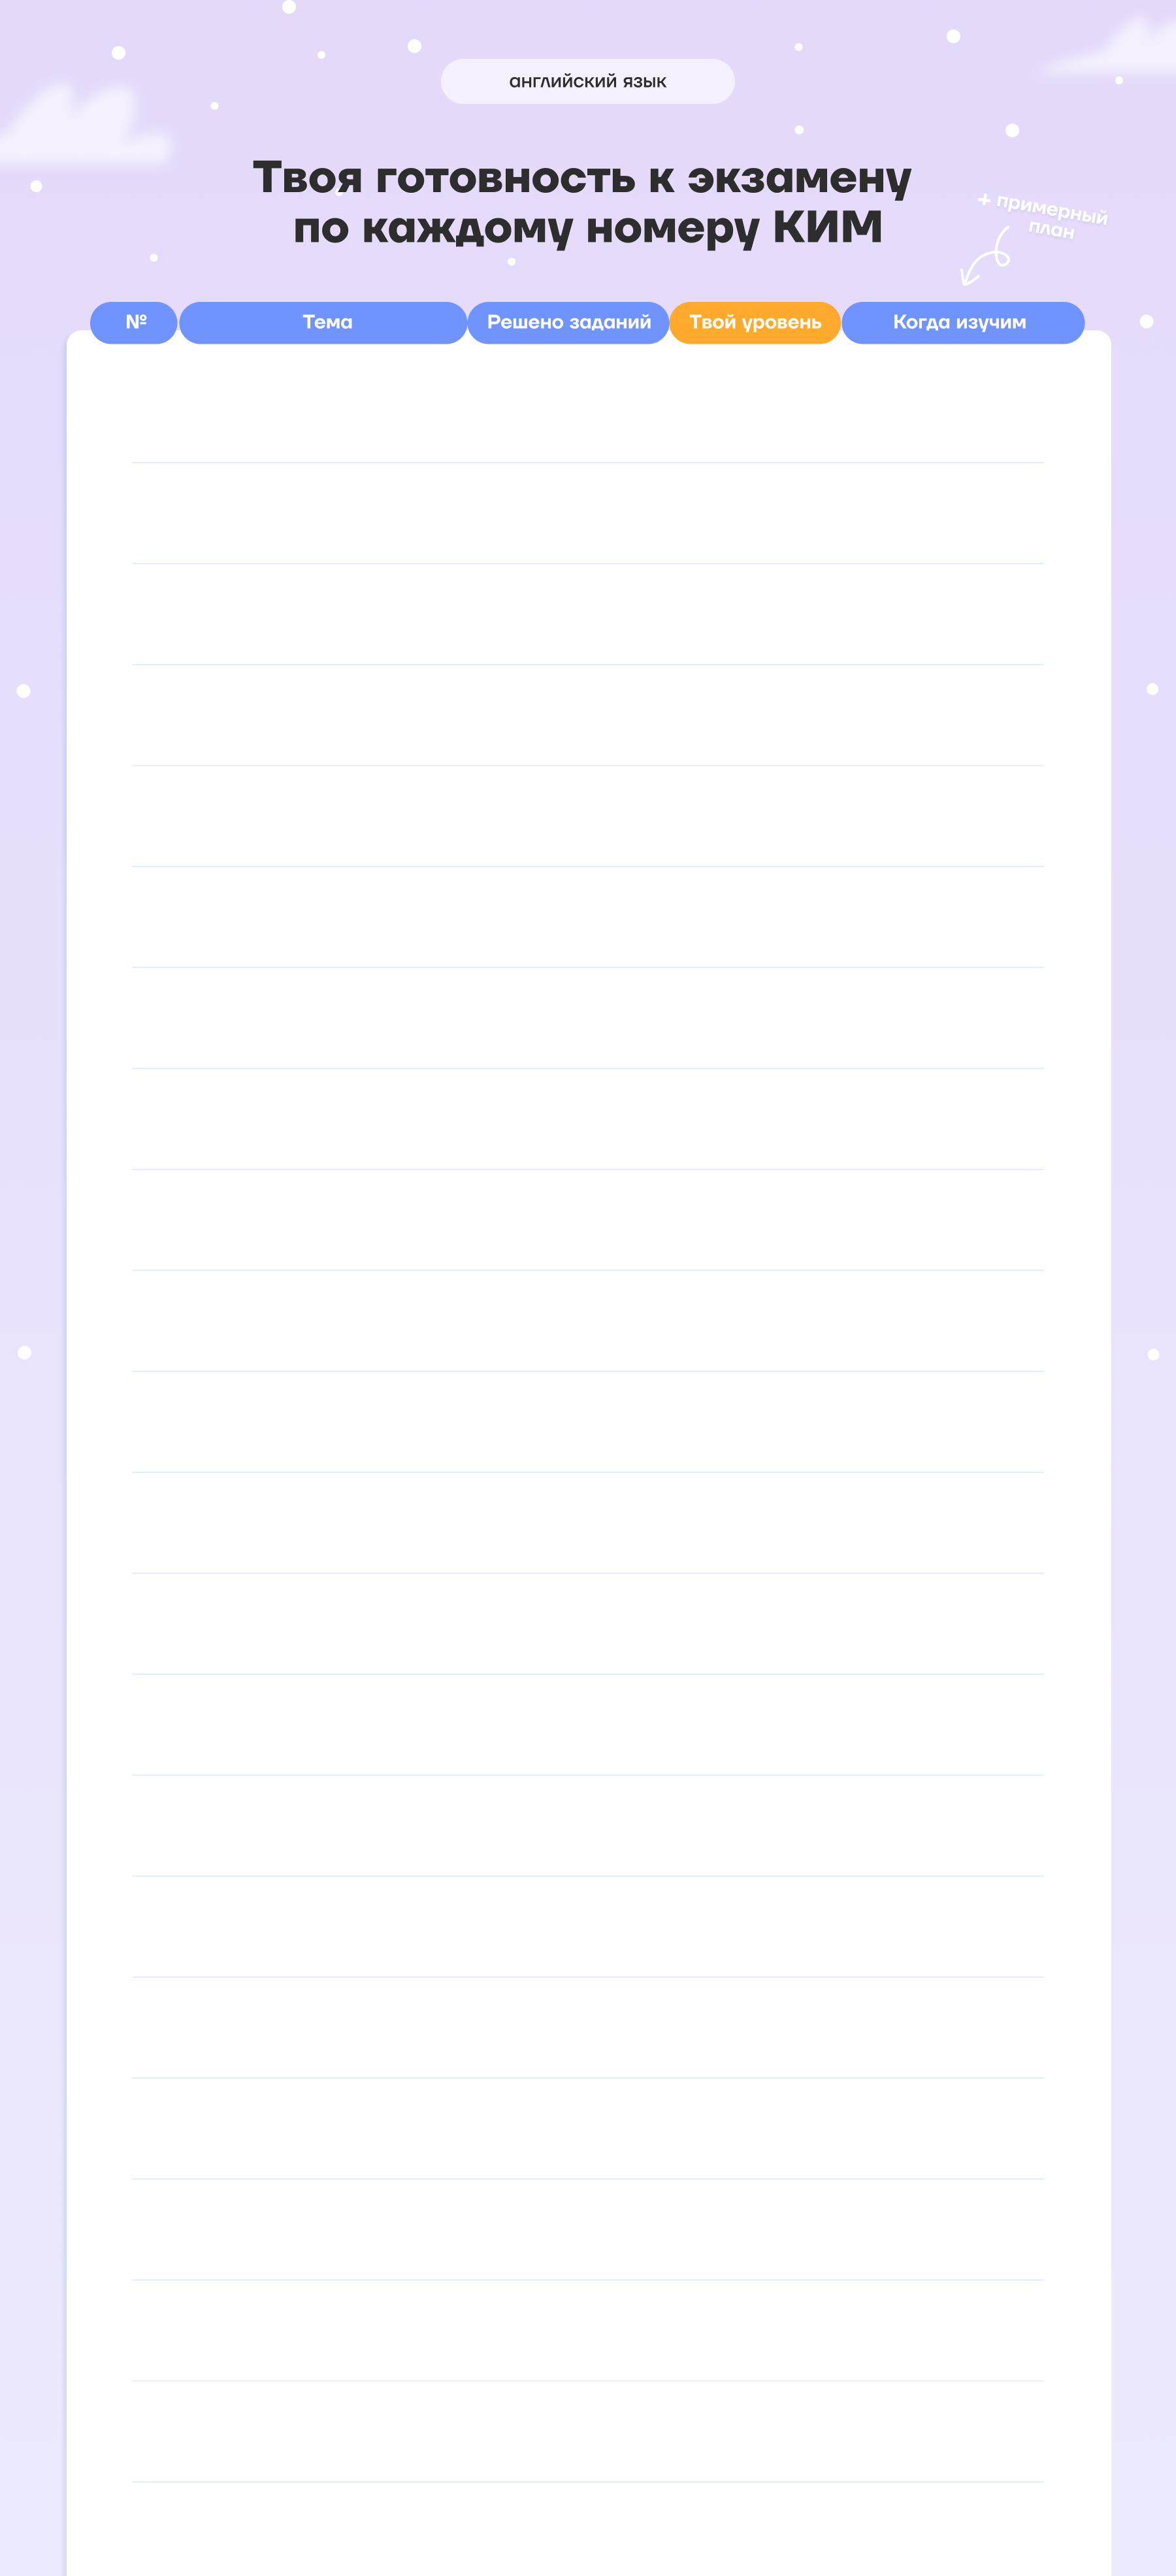 английский язык
Твоя готовность к экзамену
по каждому номеру КИМ
+ примерный
план
№ Тема Решено заданий Твой уровень Когда изучим